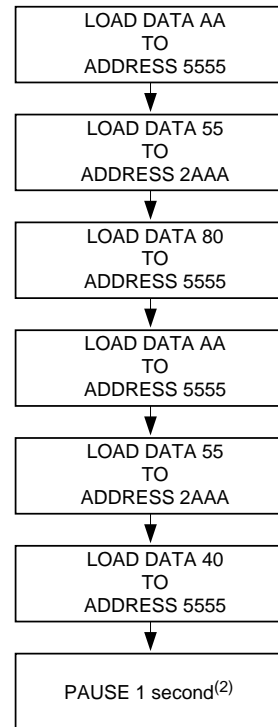 LOAD DATA AA
TO
ADDRESS 5555
LOAD DATA 55
TO
ADDRESS 2AAA
LOAD DATA 80
TO
ADDRESS 5555
LOAD DATA AA
TO
ADDRESS 5555
LOAD DATA 55
TO
ADDRESS 2AAA
LOAD DATA 40
TO
ADDRESS 5555
PAUSE 1 second(2)